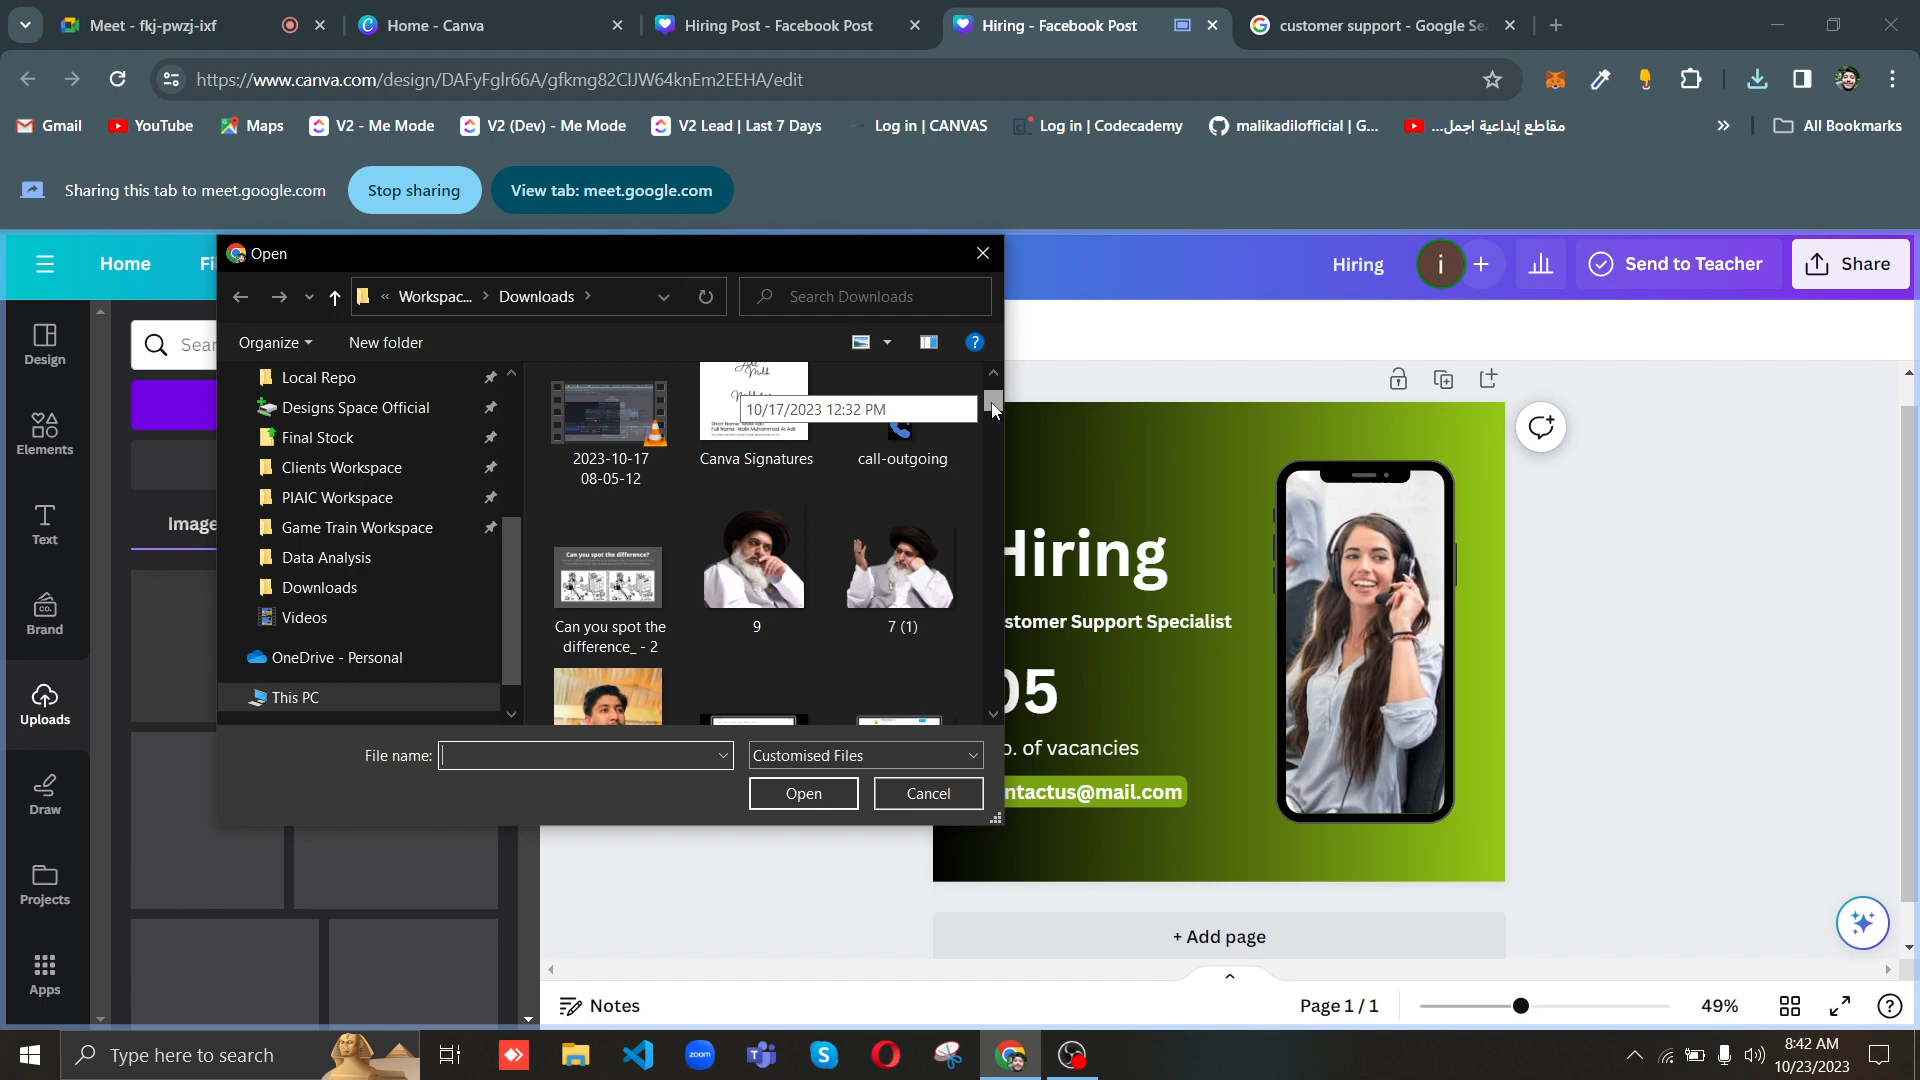 Meet - fkj-pwzj-ixf
Home - Canva
Hiring Post - Facebook Post
Hiring - Facebook Post
customer support - Google Se
https://www.canva.com/design/DAFyFglr66A/gfkmg82ClJW64knEm2EEHA/edit
Gmail
YouTube
Maps
V2 - Me Mode
V2 (Dev) - Me Mode
V2 Lead | Last 7 Days
Log in | CANVAS
Log in | Codecademy
malikadilofficial | G...
مقاطع إبداعية اجمل...
All Bookmarks
Sharing this tab to meet.google.com
Stop sharing
View tab: meet.google.com
Home
Fi
Hiring
i
Send to Teacher
Share
Open
« Workspac... > Downloads >
Search Downloads
Organize
New folder
Local Repo
Designs Space Official
Final Stock
Clients Workspace
PIAIC Workspace
Game Train Workspace
Data Analysis
Downloads
Videos
OneDrive - Personal
This PC
10/17/2023 12:32 PM
2023-10-17
08-05-12
Canva Signatures
call-outgoing
Can you spot the difference?
Can you spot the
difference_ - 2
9
7 (1)
File name:
Customised Files
Open
Cancel
Design
Elements
Text
Brand
Uploads
Draw
Projects
Apps
Sear
Image
Hiring
stomer Support Specialist
05
o. of vacancies
ntactus@mail.com
+ Add page
Notes
Page 1 / 1
49%
Type here to search
zoom
8:42 AM
10/23/2023